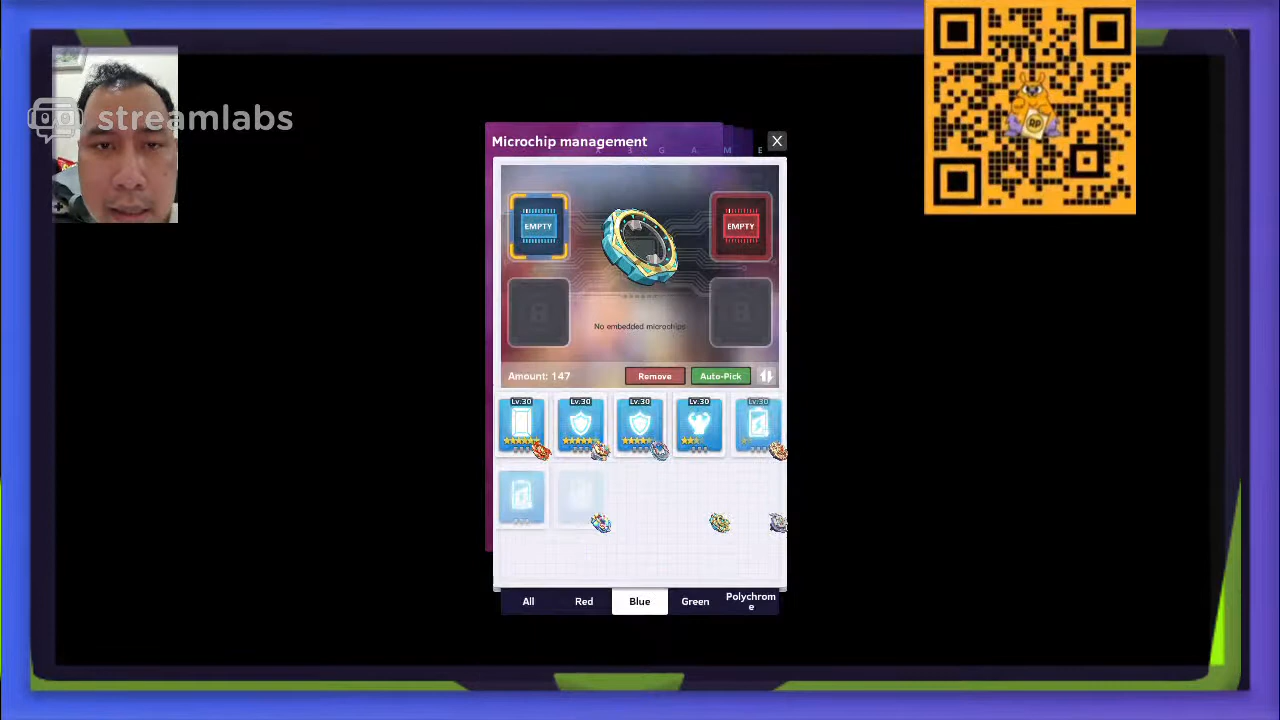 streamlabs
RP
Microchip management
X
A S G A M E
EMPTY
EMPTY
No embedded microchips
Amount: 147
Remove
Auto-Pick
Lv.30
Lv.30
Lv.30
Lv.30
Lv.30
All
Red
Blue
Green
Polychrom
e